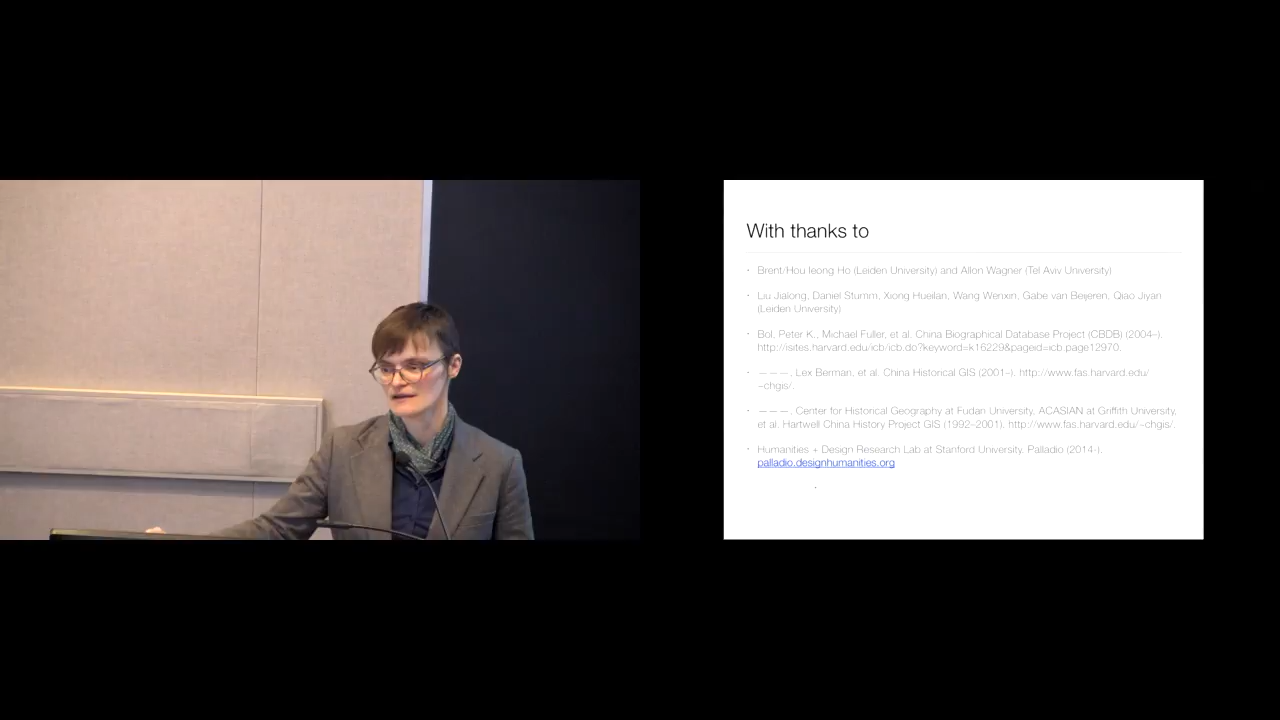 With thanks to
• Brent/Hou Ieong Ho (Leiden University) and Allon Wagner (Tel Aviv University)
• Liu Jialong, Daniel Stumm, Xiong Hueilan, Wang Wenxin, Gabe van Beijeren, Qiao Jiyan
(Leiden University)
• Bol, Peter K., Michael Fuller, et al. China Biographical Database Project (CBDB) (2004–).
http://isites.harvard.edu/icb/icb.do?keyword=k16229&pageid=icb.page12970.
• — — —, Lex Berman, et al. China Historical GIS (2001–). http://www.fas.harvard.edu/
~chgis/.
• — — —, Center for Historical Geography at Fudan University, ACASIAN at Griffith University,
et al. Hartwell China History Project GIS (1992-2001). http://www.fas.harvard.edu/~chgis/.
• Humanities + Design Research Lab at Stanford University. Palladio (2014-).
palladio.designhumanities.org